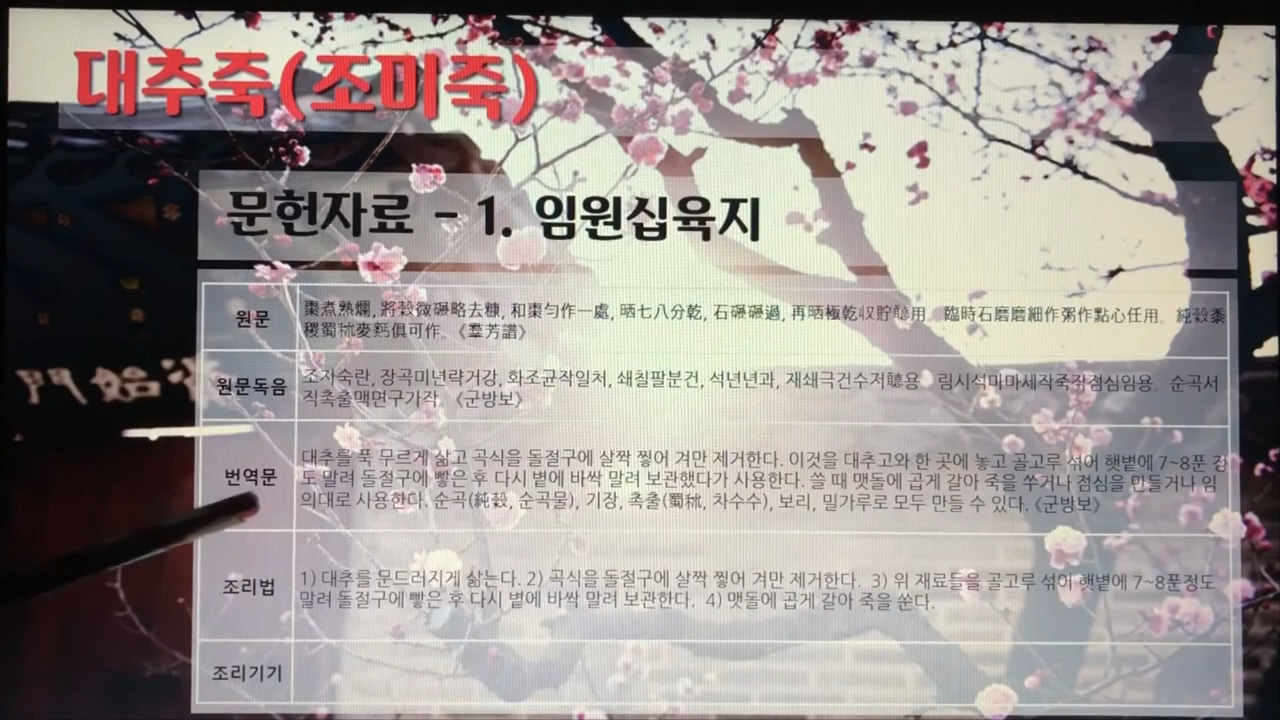 대추죽(조미죽)
문헌자료 - 1. 임원십육지
원문
棗煮熟爛, 將穀微碾略去糠, 和棗匀作一處, 晒七八分乾, 石碾碾過, 再晒極乾収貯聽用. 臨時石磨磨細作粥作點心任用. 純穀黍
稷蜀秫麥麪俱可作. 《羣芳譜》
원문독음
조자숙란, 장곡미년략거강, 화조균작일처, 쇄칠팔분건, 석년년과, 재쇄극건수저聽용. 림시석마마세작죽작점심임용. 순곡서
직촉출맥면구가작. 《군방보》
번역문
대추를 푹 무르게 삶고 곡식을 돌절구에 살짝 찧어 겨만 제거한다. 이것을 대추고와 한 곳에 놓고 골고루 섞어 햇볕에 7~8푼 정
도 말려 돌절구에 빻은 후 다시 볕에 바싹 말려 보관했다가 사용한다. 쓸 때 맷돌에 곱게 갈아 죽을 쑤거나 점심을 만들거나 임
의대로 사용한다. 순곡(純穀, 순곡물), 기장, 촉출(蜀秫, 차수수), 보리, 밀가루로 모두 만들 수 있다.《군방보》
조리법
1) 대추를 문드러지게 삶는다. 2) 곡식을 돌절구에 살짝 찧어 겨만 제거한다. 3) 위 재료들을 골고루 섞어 햇볕에 7~8푼정도
말려 돌절구에 빻은 후 다시 볕에 바싹 말려 보관한다. 4) 맷돌에 곱게 갈아 죽을 쑨다.
조리기기